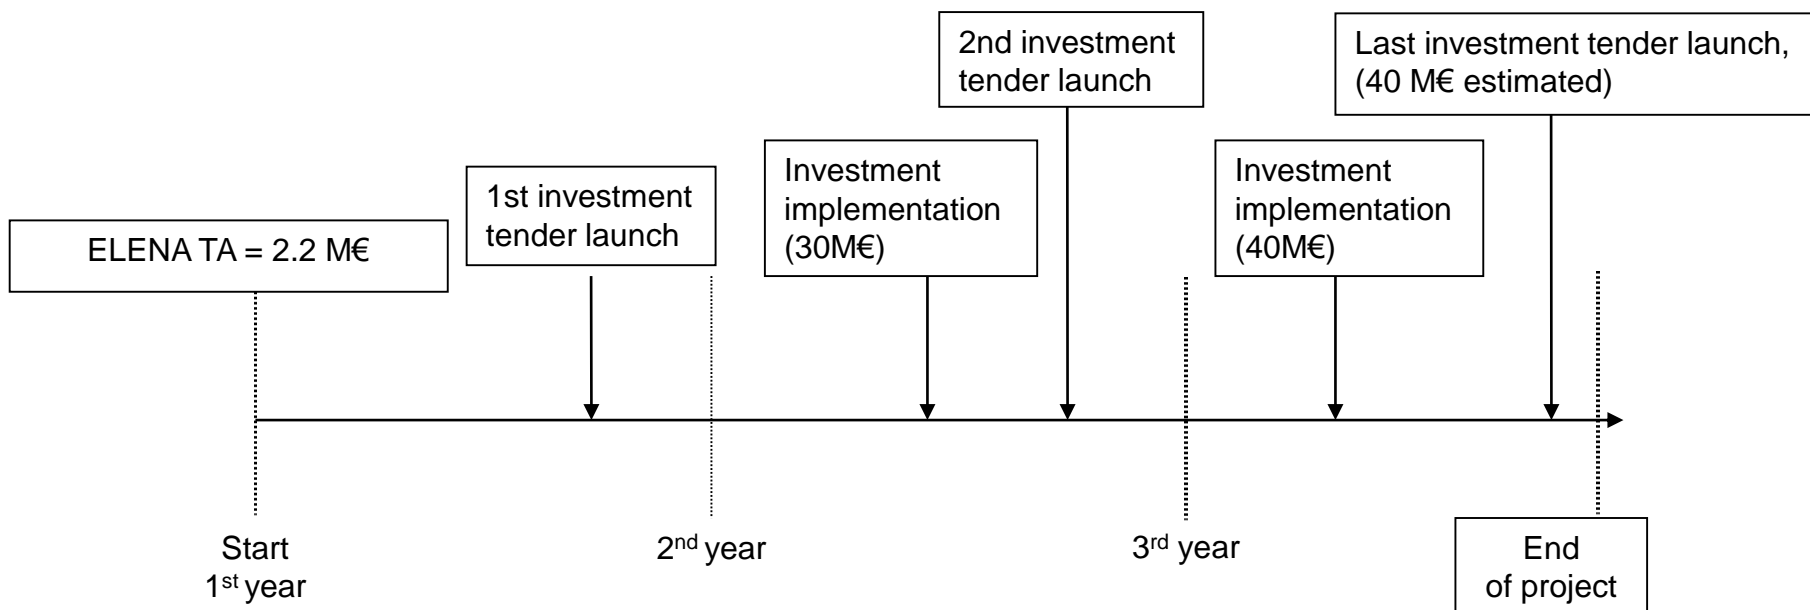 2nd investment
tender launch
Last investment tender launch,
(40 M€ estimated)
Investment
implementation
(30M€)
Investment
implementation
(40M€)
1st investment
tender launch
ELENA TA = 2.2 M€
Start
1st year
2nd year
3rd year
End
of project